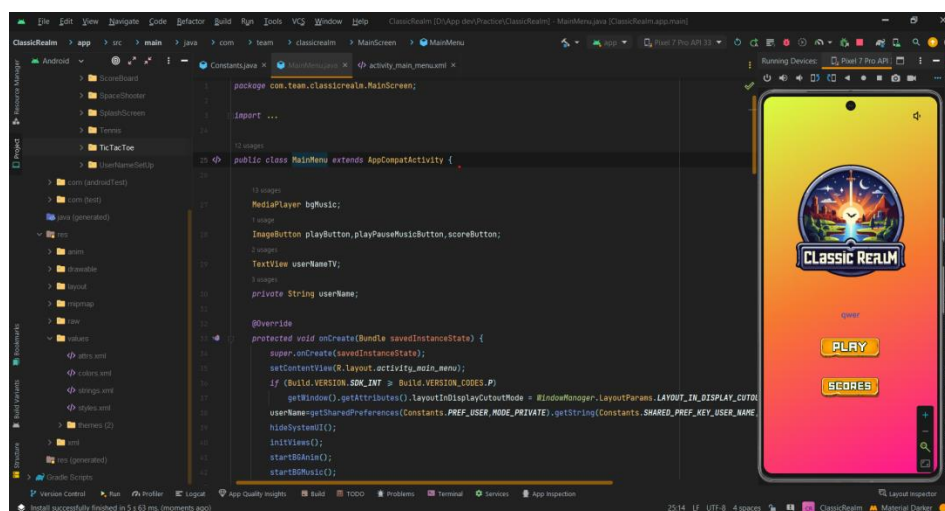 File Edit View Navigate Code Refactor Build Run Tools VCS Window Help ClassicRealm [D:\App dev\Practice\ClassicRealm] - MainMenu.java [ClassicRealm.app.main]
ClassicRealm app src main java com team classicrealm MainScreen MainMenu app Pixel 7 Pro API 33
Android Constants.java MainMenu.java activity_main_menu.xml Running Devices: Pixel 7 Pro API
Resource Manager
Project
Bookmarks
Build Variants
Structure
ScoreBoard
SpaceShooter
SplashScreen
Tennis
TicTacToe
UserNameSetUp
com (androidTest)
com (test)
java (generated)
res
anim
drawable
layout
mipmap
raw
values
attrs.xml
colors.xml
strings.xml
styles.xml
themes (2)
xml
res (generated)
Gradle Scripts
package com.team.classicrealm.MainScreen;
import ...
12 usages
25 public class MainMenu extends AppCompatActivity {
13 usages
MediaPlayer bgMusic;
1 usage
ImageButton playButton,playPauseMusicButton,scoreButton;
2 usages
TextView userNameTV;
3 usages
private String userName;
@Override
protected void onCreate(Bundle savedInstanceState) {
super.onCreate(savedInstanceState);
setContentView(R.layout.activity_main_menu);
if (Build.VERSION.SDK_INT >= Build.VERSION_CODES.P)
getWindow().getAttributes().layoutInDisplayCutoutMode = WindowManager.LayoutParams.LAYOUT_IN_DISPLAY_CUTOU
userName=getSharedPreferences(Constants.PREF_USER,MODE_PRIVATE).getString(Constants.SHARED_PREF_KEY_USER_NAME,
hideSystemUI();
initViews();
startBGAnim();
startBGMusic();
CLASSIC REALM
qwer
PLAY
SCORES
Version Control Run Profiler Logcat App Quality Insights Build TODO Problems Terminal Services App Inspection Layout Inspector
Install successfully finished in 5 s 63 ms. (moments ago) 25:14 LF UTF-8 4 spaces ClassicRealm Material Darker